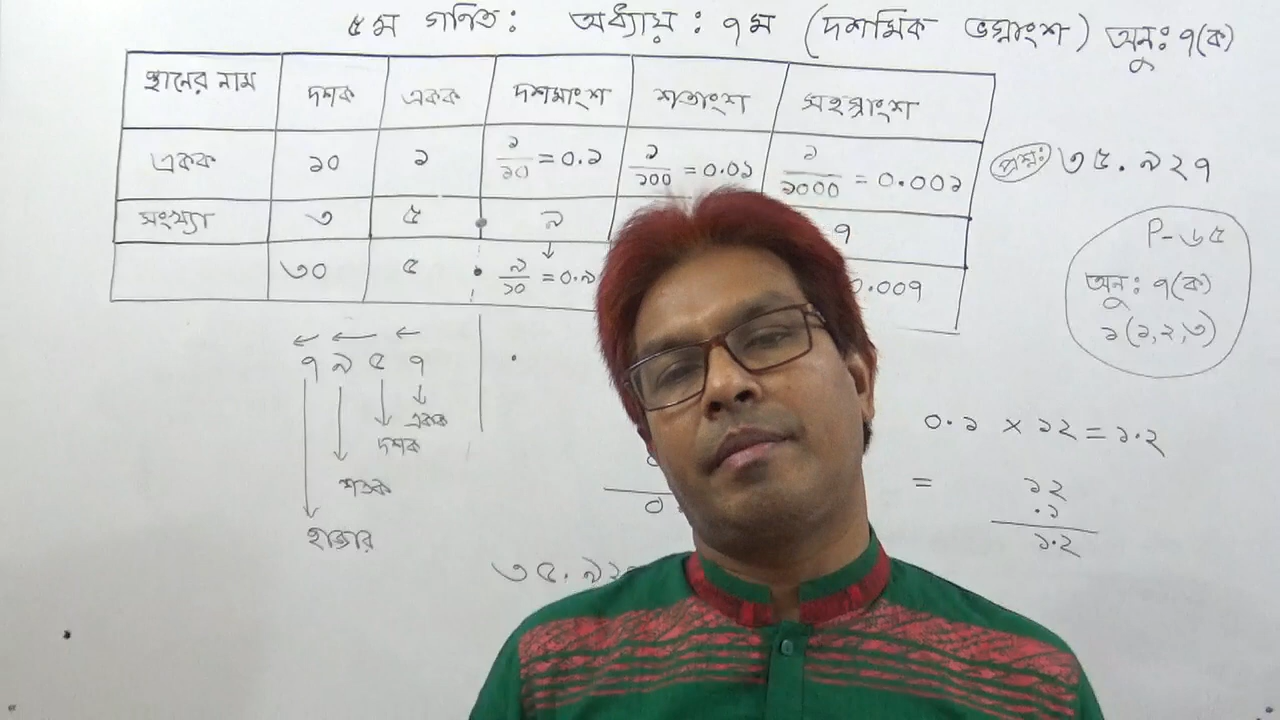 ৫ম গণিত: অধ্যায়: ৭ম (দশমিক ভগ্নাংশ) অনু: ৭(ক)
স্থানের নাম দশক একক দশমাংশ শতাংশ সহস্রাংশ
একক ১০ ১ ১/১০ = ০.১ ১/১০০ = ০.০১ ১/১০০০ = ০.০০১
প্রশ্ন: ৩৫.৯২৭
সংখ্যা ৩ ৫ . ৯ ৭
৩০ ৫ . ৯/১০ = ০.৯ ০.০০৭
P-৬৫
অনু: ৭(ক)
১(১,২,৩)
৭ ৯ ৫ ৭
একক
দশক
শতক
হাজার
০.১ × ১২ = ১.২
= ১২
.১
১.২
০.
৩৫.৯২